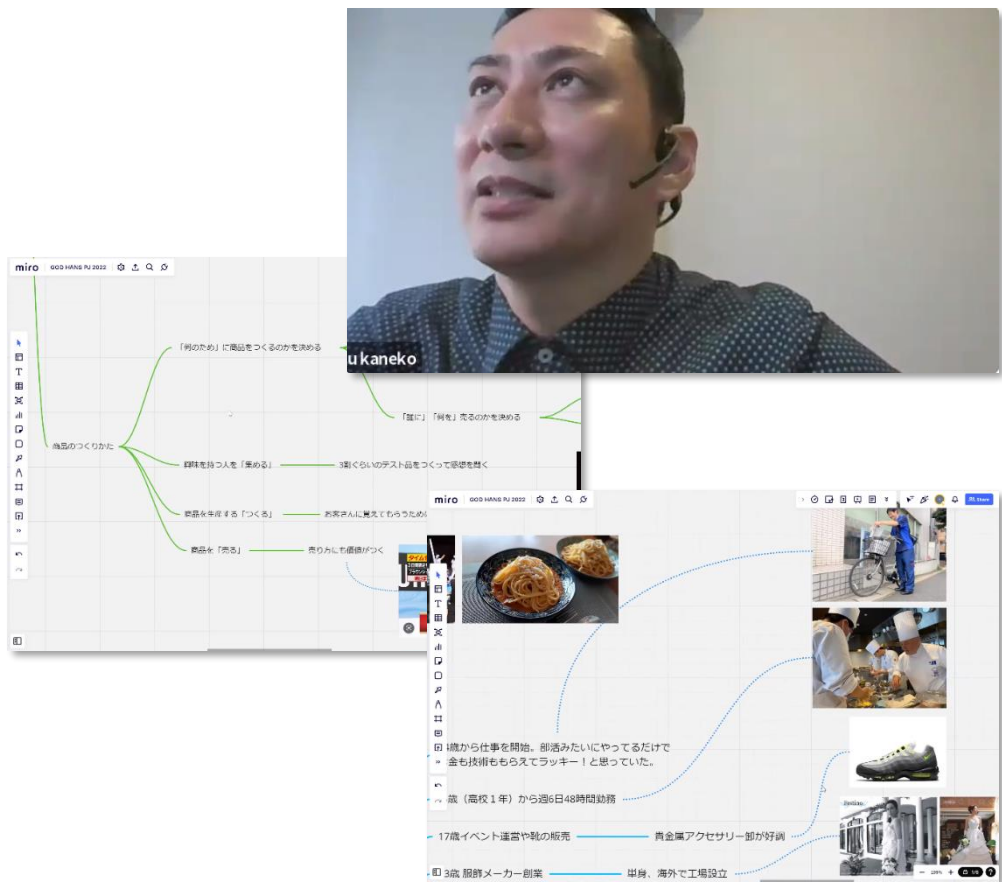 u kaneko
miro GOD HANS PJ 2022
「何のため」に商品をつくるのかを決める
「誰に」「何を」売るのかを決める
商品のつくりかた
興味を持つ人を「集める」
3割ぐらいのテスト品をつくって感想を聞く
商品を生産する「つくる」
お客さんに覚えてもらうため
商品を「売る」
売り方にも価値がつく
miro GOD HANS PJ 2022
Share
歳から仕事を開始。部活みたいにやってるだけで
金も技術ももらえてラッキー！と思っていた。
歳（高校１年）から週6日48時間勤務
17歳イベント運営や靴の販売
貴金属アクセサリー卸が好調
3歳 服飾メーカー創業
単身、海外で工場設立